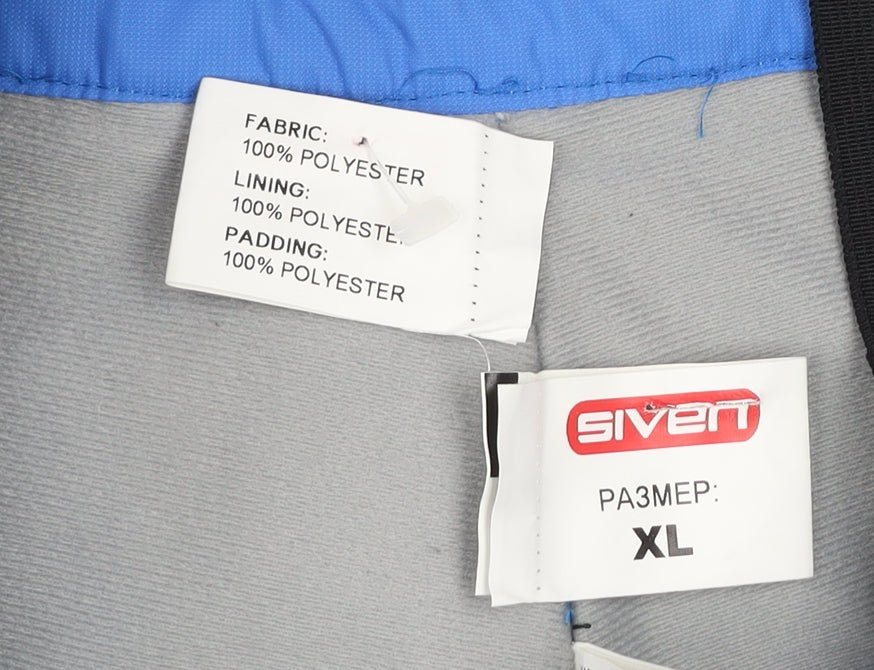 FABRIC:
100% POLYESTER
LINING:
100% POLYESTER
PADDING:
100% POLYESTER
SIVEN
РАЗМЕР:
XL